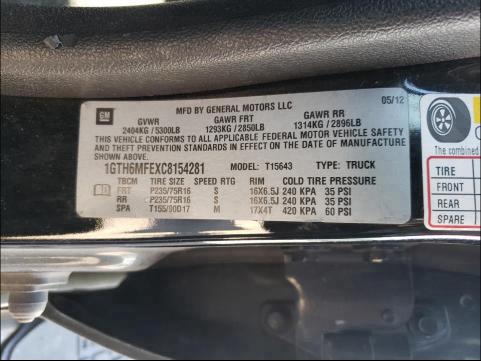 GM
MFD BY GENERAL MOTORS LLC 05/12
GVWR GAWR FRT GAWR RR
2404KG / 5300LB 1293KG / 2850LB 1314KG / 2896LB
THIS VEHICLE CONFORMS TO ALL APPLICABLE FEDERAL MOTOR VEHICLE
SAFETY, BUMPER, AND THEFT PREVENTION STANDARDS IN EFFECT ON THE DATE OF
MANUFACTURE SHOWN ABOVE.
1GTH6MFEXC8154281 MODEL: T15643 TYPE: TRUCK
TBCM TIRE SIZE SPEED RTG RIM COLD TIRE PRESSURE
FRT P235/75R16 S 16X6.5J 240 KPA 35 PSI
RR P235/75R16 S 16X6.5J 240 KPA 35 PSI
SPA T155/90D17 M 17X4T 420 KPA 60 PSI
The
TIRE
FRONT
REAR
SPARE